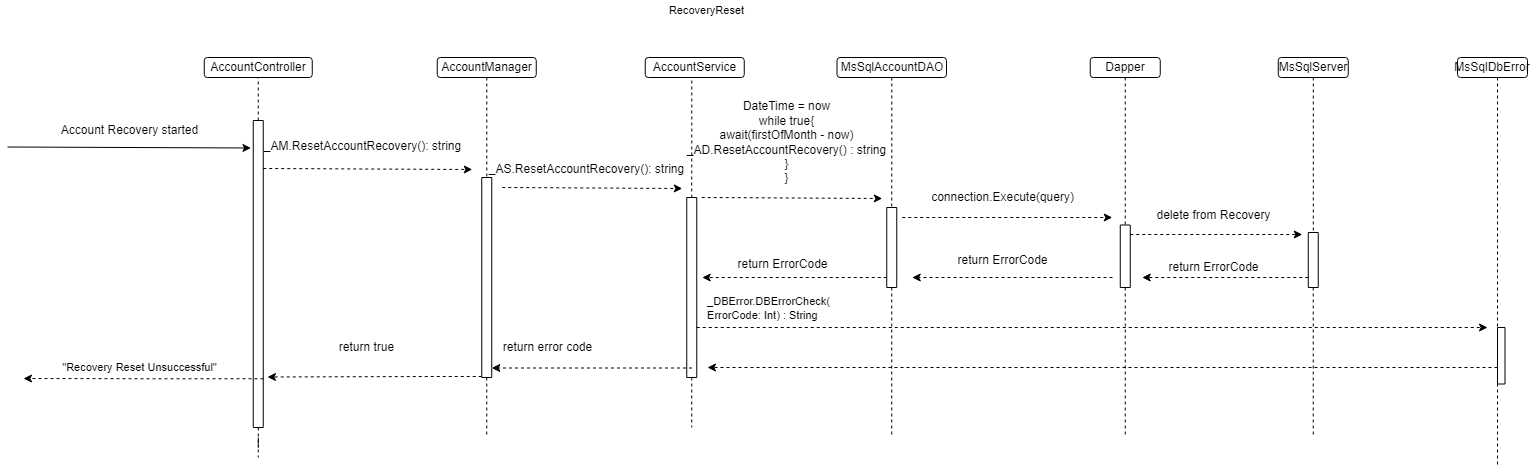 RecoveryReset
AccountController
AccountManager
AccountService
MsSqlAccountDAO
Dapper
MsSqlServer
MsSqlDbError
DateTime = now
while true{
await(firstOfMonth - now)
_AD.ResetAccountRecovery() : string
}
}
Account Recovery started
_AM.ResetAccountRecovery(): string
_AS.ResetAccountRecovery(): string
connection.Execute(query)
delete from Recovery
return ErrorCode
return ErrorCode
return ErrorCode
_DBError.DBErrorCheck(
ErrorCode: Int) : String
return true
return error code
"Recovery Reset Unsuccessful"